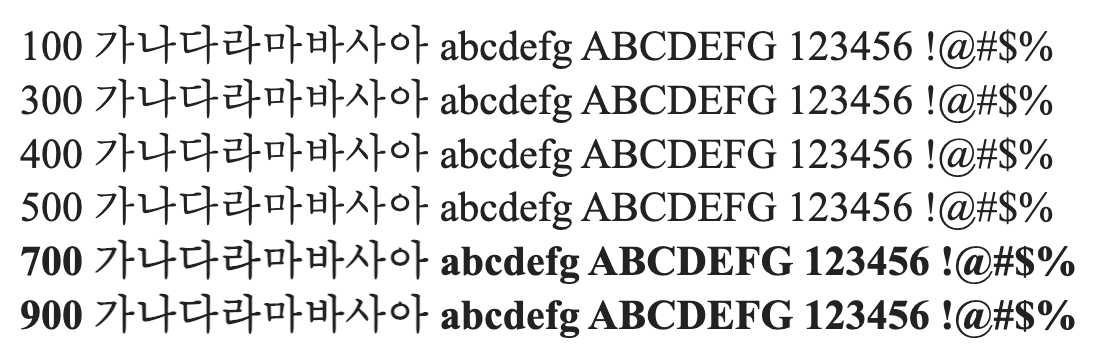 100 가나다라마바사아 abcdefg ABCDEFG 123456 !@#$%
300 가나다라마바사아 abcdefg ABCDEFG 123456 !@#$%
400 가나다라마바사아 abcdefg ABCDEFG 123456 !@#$%
500 가나다라마바사아 abcdefg ABCDEFG 123456 !@#$%
700 가나다라마바사아 abcdefg ABCDEFG 123456 !@#$%
900 가나다라마바사아 abcdefg ABCDEFG 123456 !@#$%